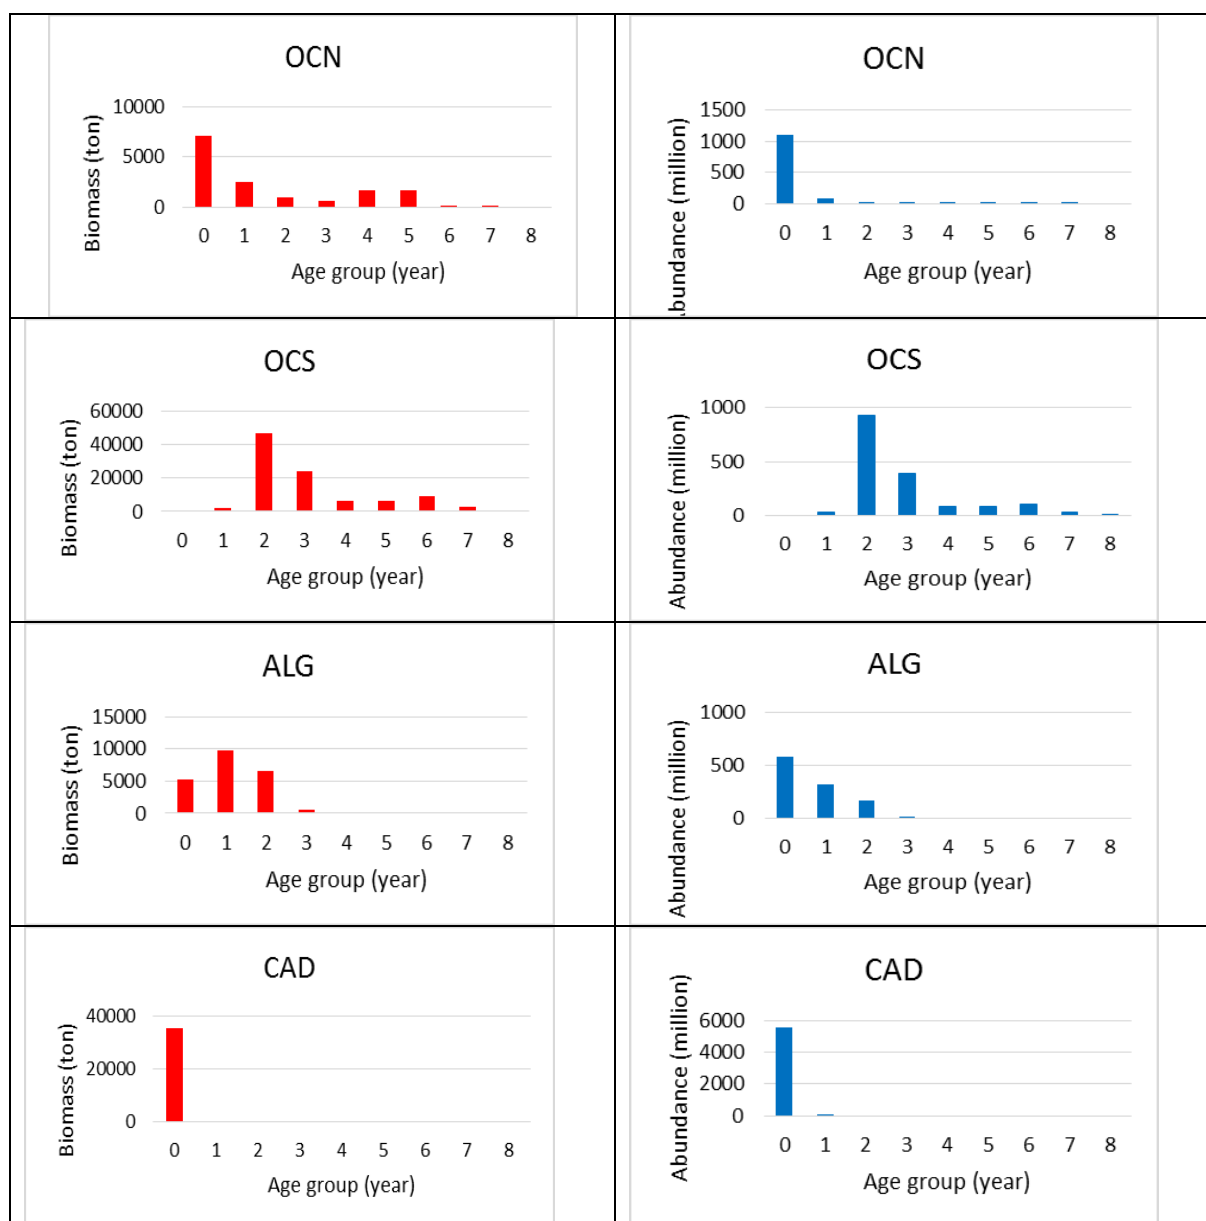 OCN
Biomass (ton)
10000
5000
0
0 1 2 3 4 5 6 7 8
Age group (year)
OCN
Abundance (million)
1500
1000
500
0
0 1 2 3 4 5 6 7 8
Age group (year)
OCS
Biomass (ton)
60000
40000
20000
0
0 1 2 3 4 5 6 7 8
Age group (year)
OCS
Abundance (million)
1000
500
0
0 1 2 3 4 5 6 7 8
Age group (year)
ALG
Biomass (ton)
15000
10000
5000
0
0 1 2 3 4 5 6 7 8
Age group (year)
ALG
Abundance (million)
1000
500
0
0 1 2 3 4 5 6 7 8
Age group (year)
CAD
Biomass (ton)
40000
20000
0
0 1 2 3 4 5 6 7 8
Age group (year)
CAD
Abundance (million)
6000
4000
2000
0
0 1 2 3 4 5 6 7 8
Age group (year)